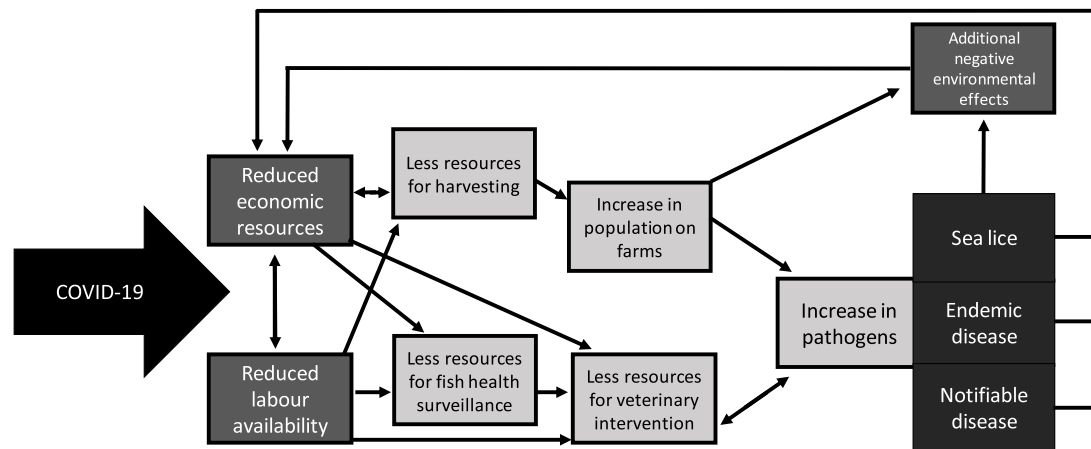 Additional
negative
environmental
effects
Reduced
economic
resources
Less resources
for harvesting
Increase in
population on
farms
Sea lice
COVID-19
Increase in
pathogens
Endemic
disease
Reduced
labour
availability
Less resources
for fish health
surveillance
Less resources
for veterinary
intervention
Notifiable
disease